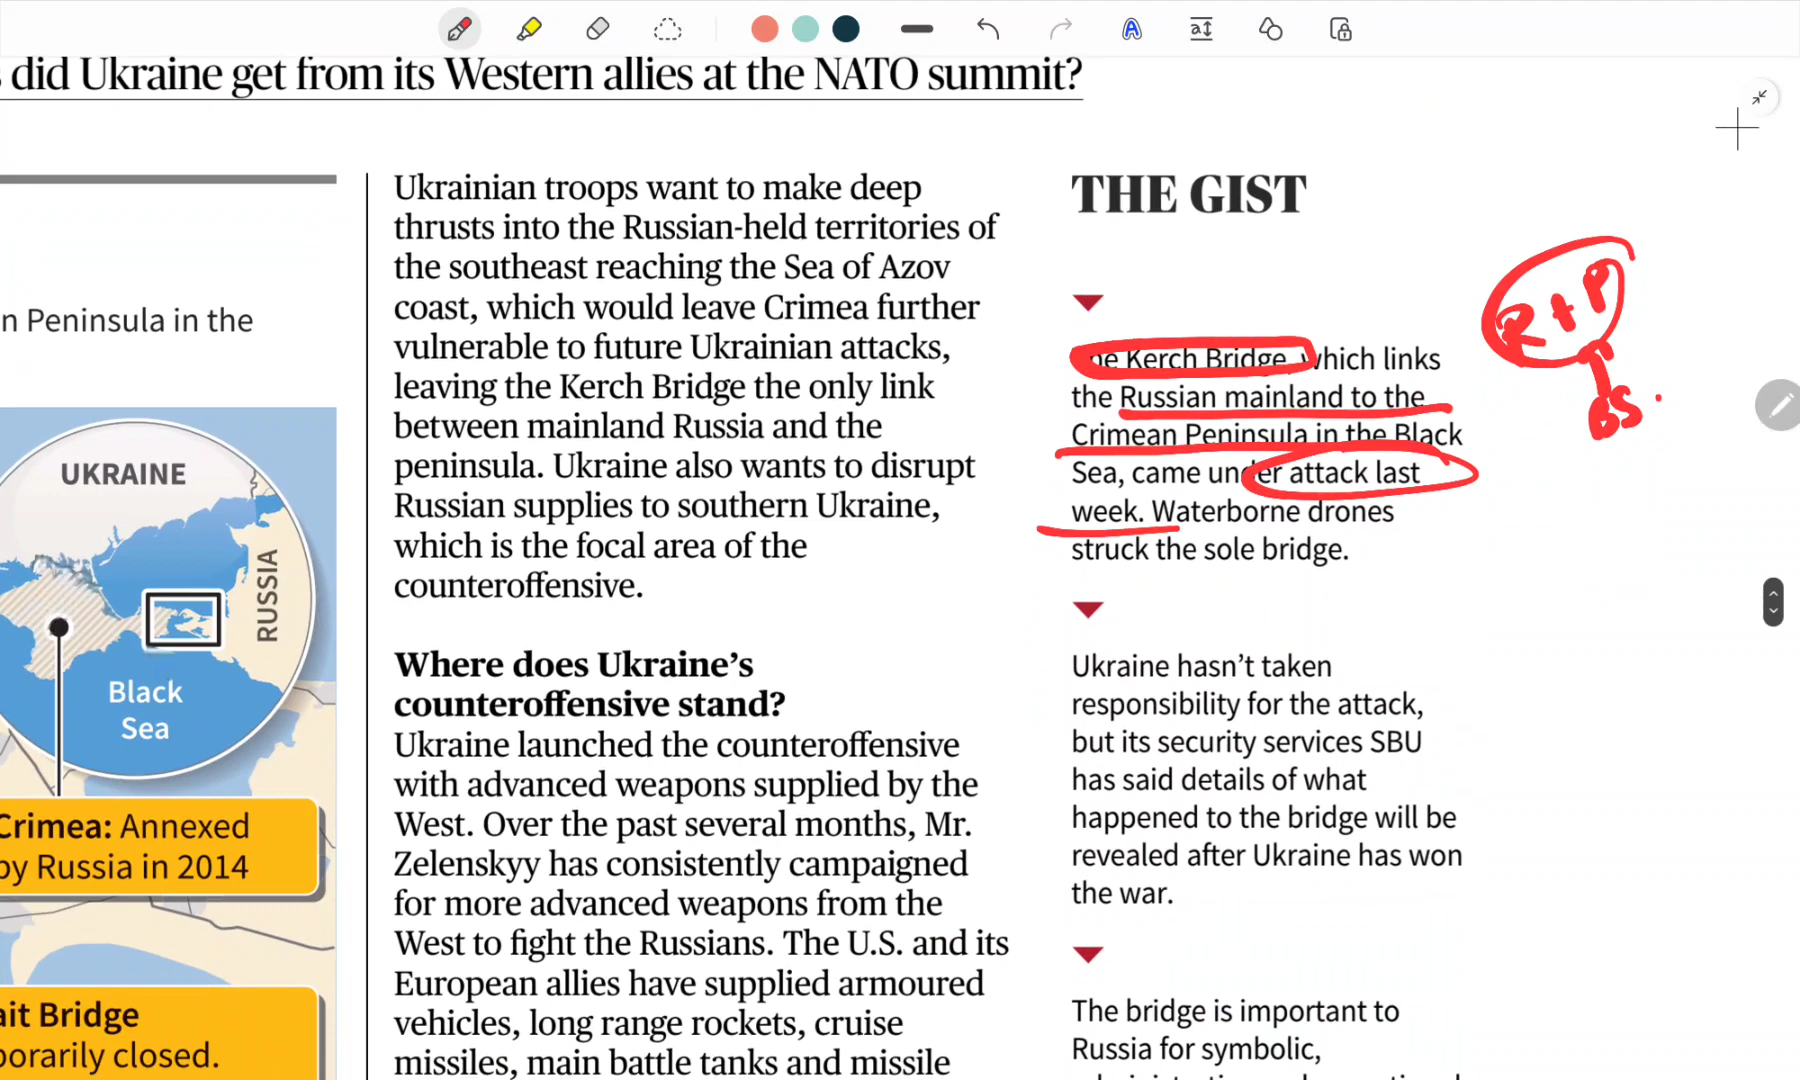 did Ukraine get from its Western allies at the NATO summit?
n Peninsula in the
UKRAINE
RUSSIA
Black
Sea
Crimea: Annexed
by Russia in 2014
ait Bridge
porarily closed.
Ukrainian troops want to make deep
thrusts into the Russian-held territories of
the southeast reaching the Sea of Azov
coast, which would leave Crimea further
vulnerable to future Ukrainian attacks,
leaving the Kerch Bridge the only link
between mainland Russia and the
peninsula. Ukraine also wants to disrupt
Russian supplies to southern Ukraine,
which is the focal area of the
counteroffensive.
Where does Ukraine’s
counteroffensive stand?
Ukraine launched the counteroffensive
with advanced weapons supplied by the
West. Over the past several months, Mr.
Zelenskyy has consistently campaigned
for more advanced weapons from the
West to fight the Russians. The U.S. and its
European allies have supplied armoured
vehicles, long range rockets, cruise
missiles, main battle tanks and missile
THE GIST
The Kerch Bridge, which links
the Russian mainland to the
Crimean Peninsula in the Black
Sea, came under attack last
week. Waterborne drones
struck the sole bridge.
Ukraine hasn’t taken
responsibility for the attack,
but its security services SBU
has said details of what
happened to the bridge will be
revealed after Ukraine has won
the war.
The bridge is important to
Russia for symbolic,
R + P
BS.